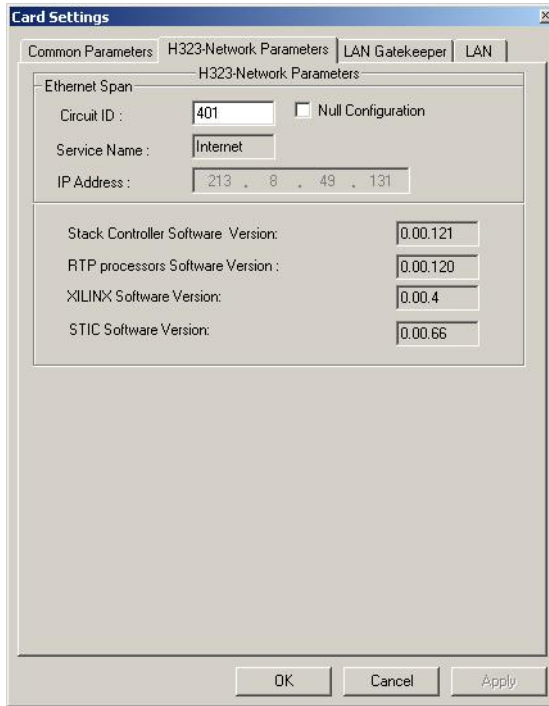 Card Settings
Common Parameters H323-Network Parameters LAN Gatekeeper LAN
H323-Network Parameters
Ethernet Span
Circuit ID : 401 Null Configuration
Service Name : Internet
IP Address : 213 . 8 . 49 . 131
Stack Controller Software Version: 0.00.121
RTP processors Software Version : 0.00.120
XILINX Software Version: 0.00.4
STIC Software Version: 0.00.66
OK Cancel Apply